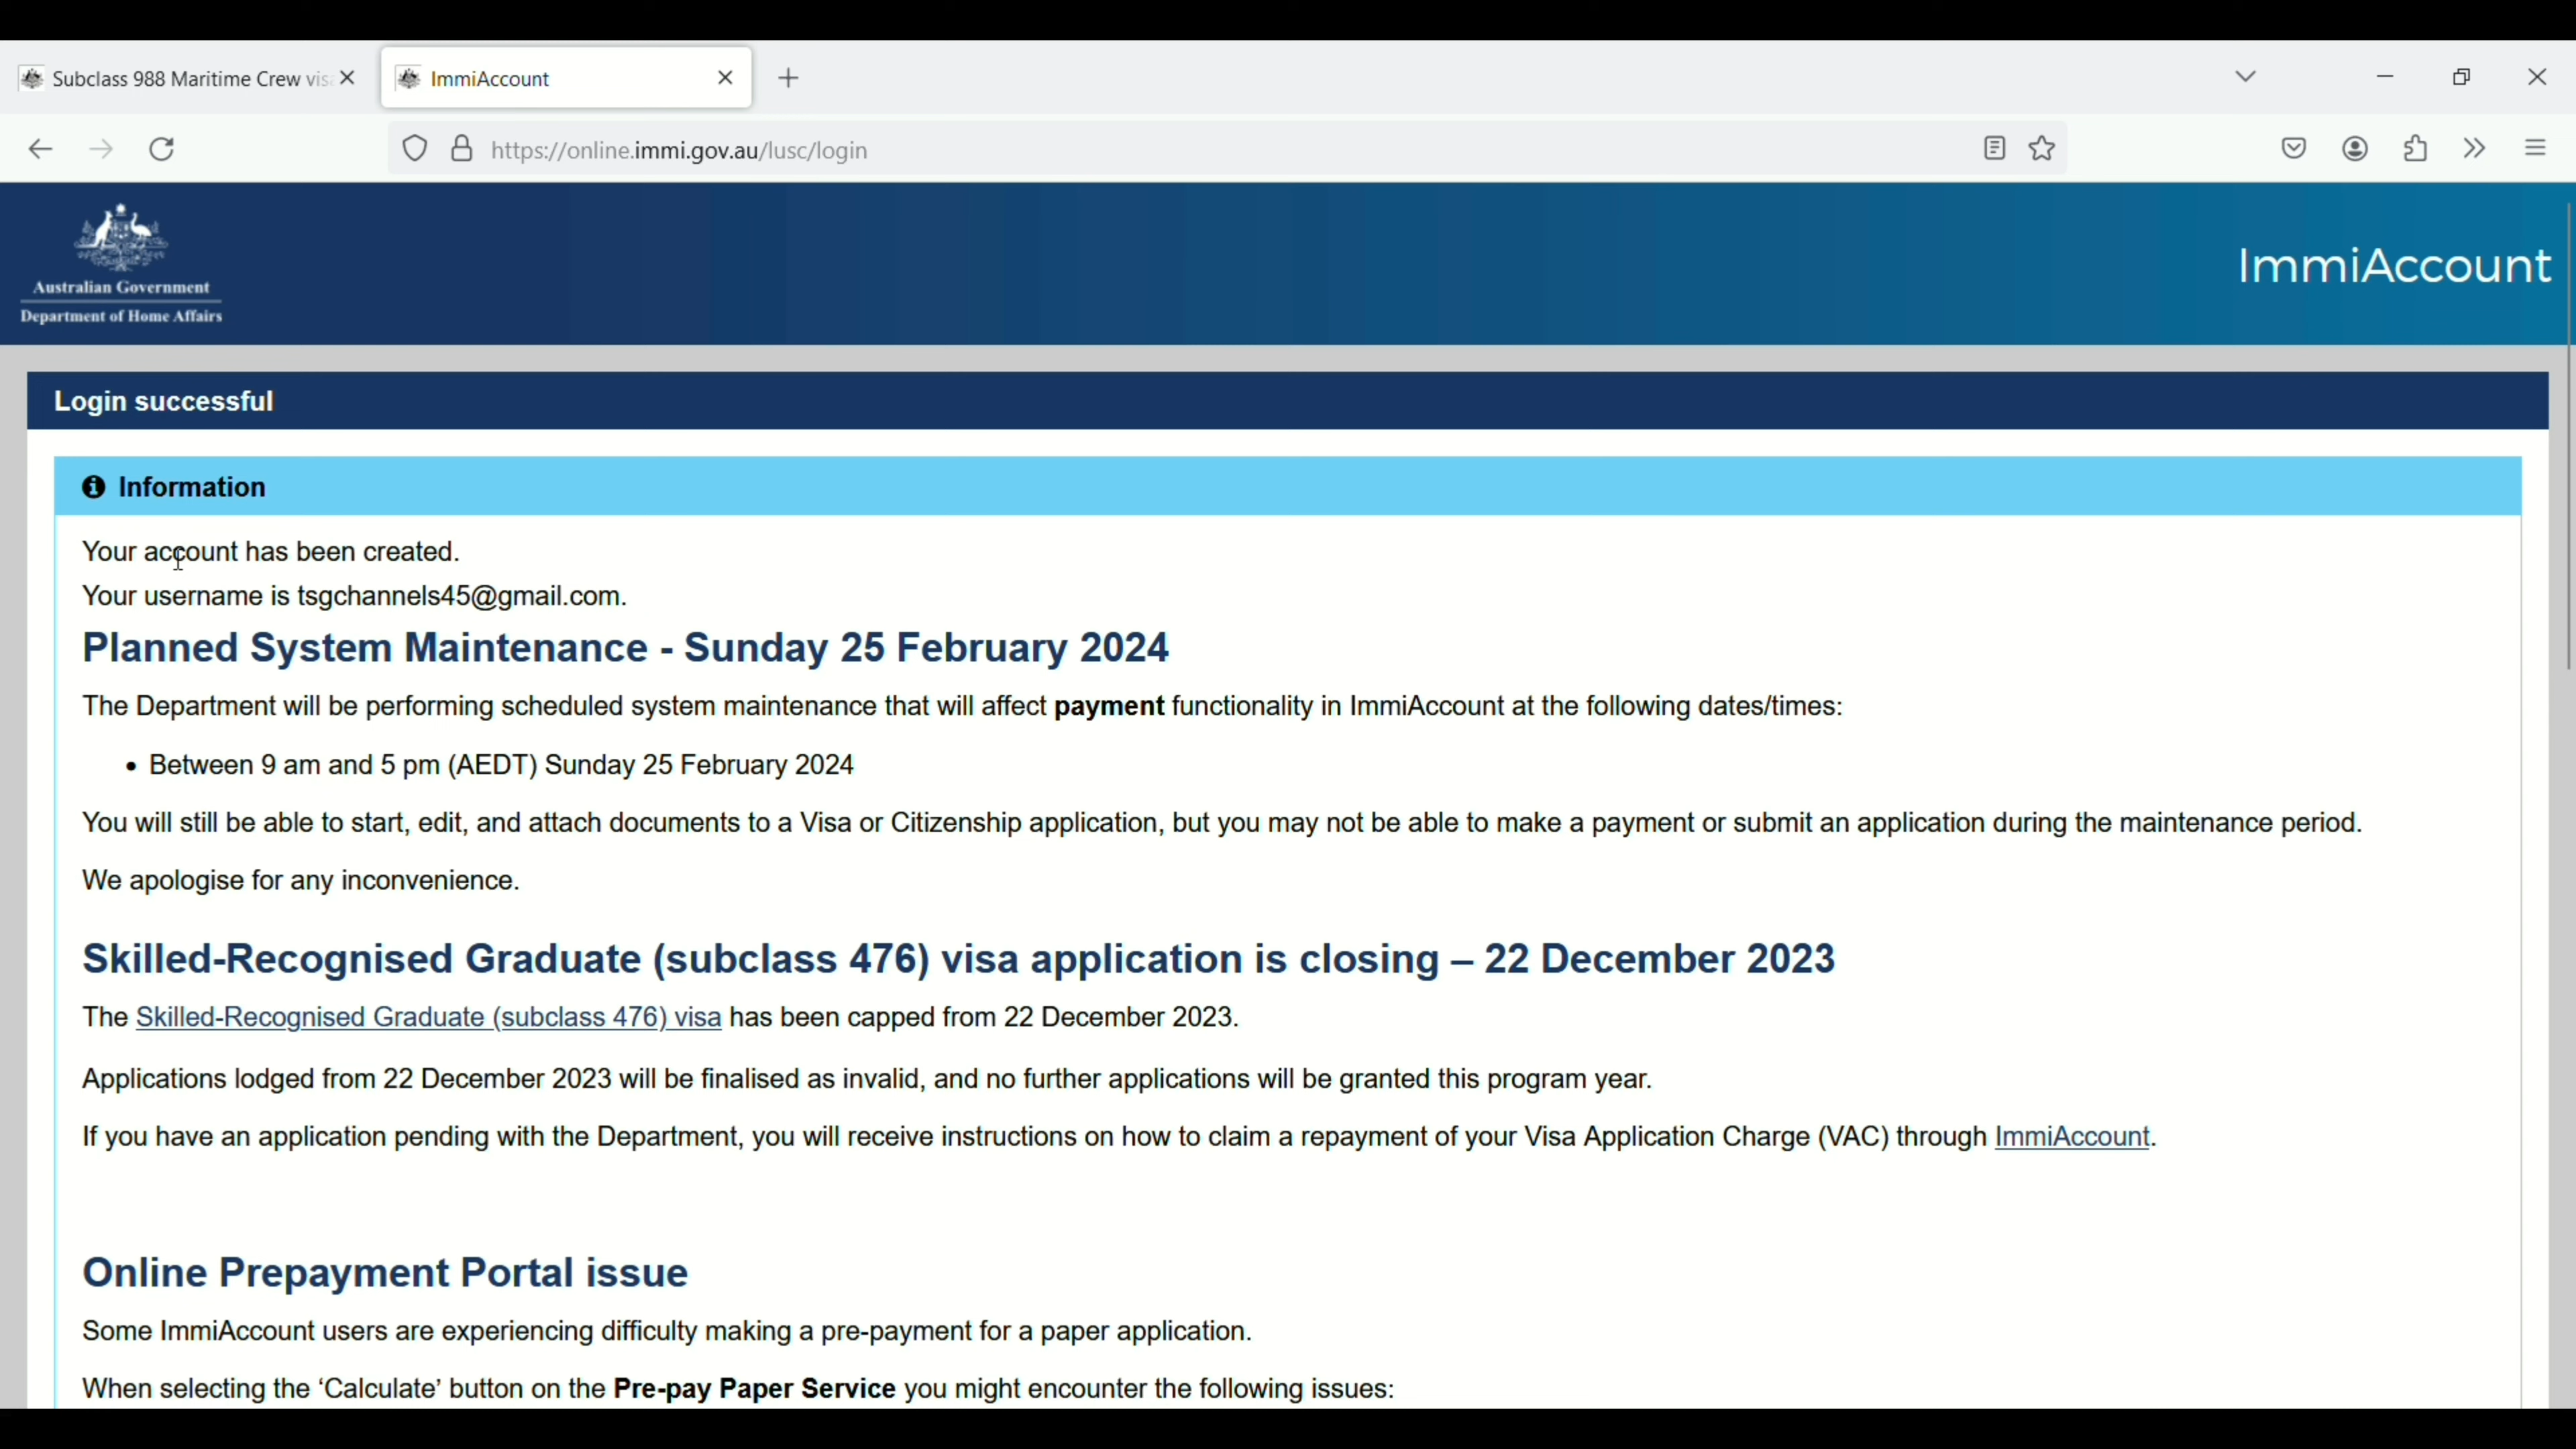 Subclass 988 Maritime Crew vis
ImmiAccount
https://online.immi.gov.au/lusc/login
Australian Government
Department of Home Affairs
ImmiAccount
Login successful
Information
Your account has been created.
Your username is tsgchannels45@gmail.com.
Planned System Maintenance - Sunday 25 February 2024
The Department will be performing scheduled system maintenance that will affect payment functionality in ImmiAccount at the following dates/times:
• Between 9 am and 5 pm (AEDT) Sunday 25 February 2024
You will still be able to start, edit, and attach documents to a Visa or Citizenship application, but you may not be able to make a payment or submit an application during the maintenance period.
We apologise for any inconvenience.
Skilled-Recognised Graduate (subclass 476) visa application is closing – 22 December 2023
The Skilled-Recognised Graduate (subclass 476) visa has been capped from 22 December 2023.
Applications lodged from 22 December 2023 will be finalised as invalid, and no further applications will be granted this program year.
If you have an application pending with the Department, you will receive instructions on how to claim a repayment of your Visa Application Charge (VAC) through ImmiAccount.
Online Prepayment Portal issue
Some ImmiAccount users are experiencing difficulty making a pre-payment for a paper application.
When selecting the ‘Calculate’ button on the Pre-pay Paper Service you might encounter the following issues: